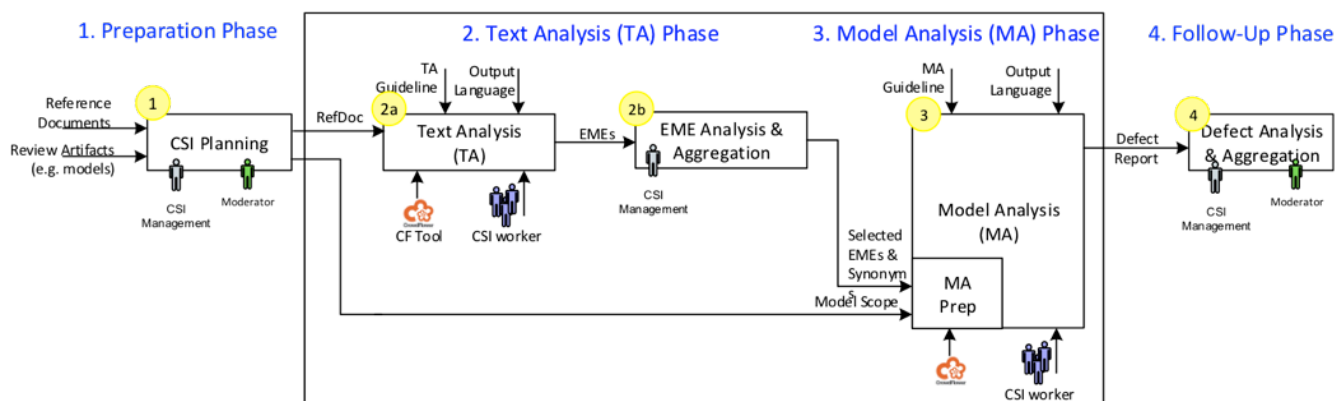 1. Preparation Phase
2. Text Analysis (TA) Phase
3. Model Analysis (MA) Phase
4. Follow-Up Phase
Reference
Documents
Review Artifacts
(e.g. models)
1
CSI Planning
CSI
Management
Moderator
RefDoc
TA
Guideline
Output
Language
2a
Text Analysis
(TA)
CrowdFlower
CF Tool
CSI worker
EMEs
2b
EME Analysis &
Aggregation
CSI
Management
Selected
EMEs &
Synonym
s
Model Scope
MA
Guideline
Output
Language
3
Model Analysis
(MA)
MA
Prep
CrowdFlower
CSI worker
Defect
Report
4
Defect Analysis
& Aggregation
CSI
Management
Moderator